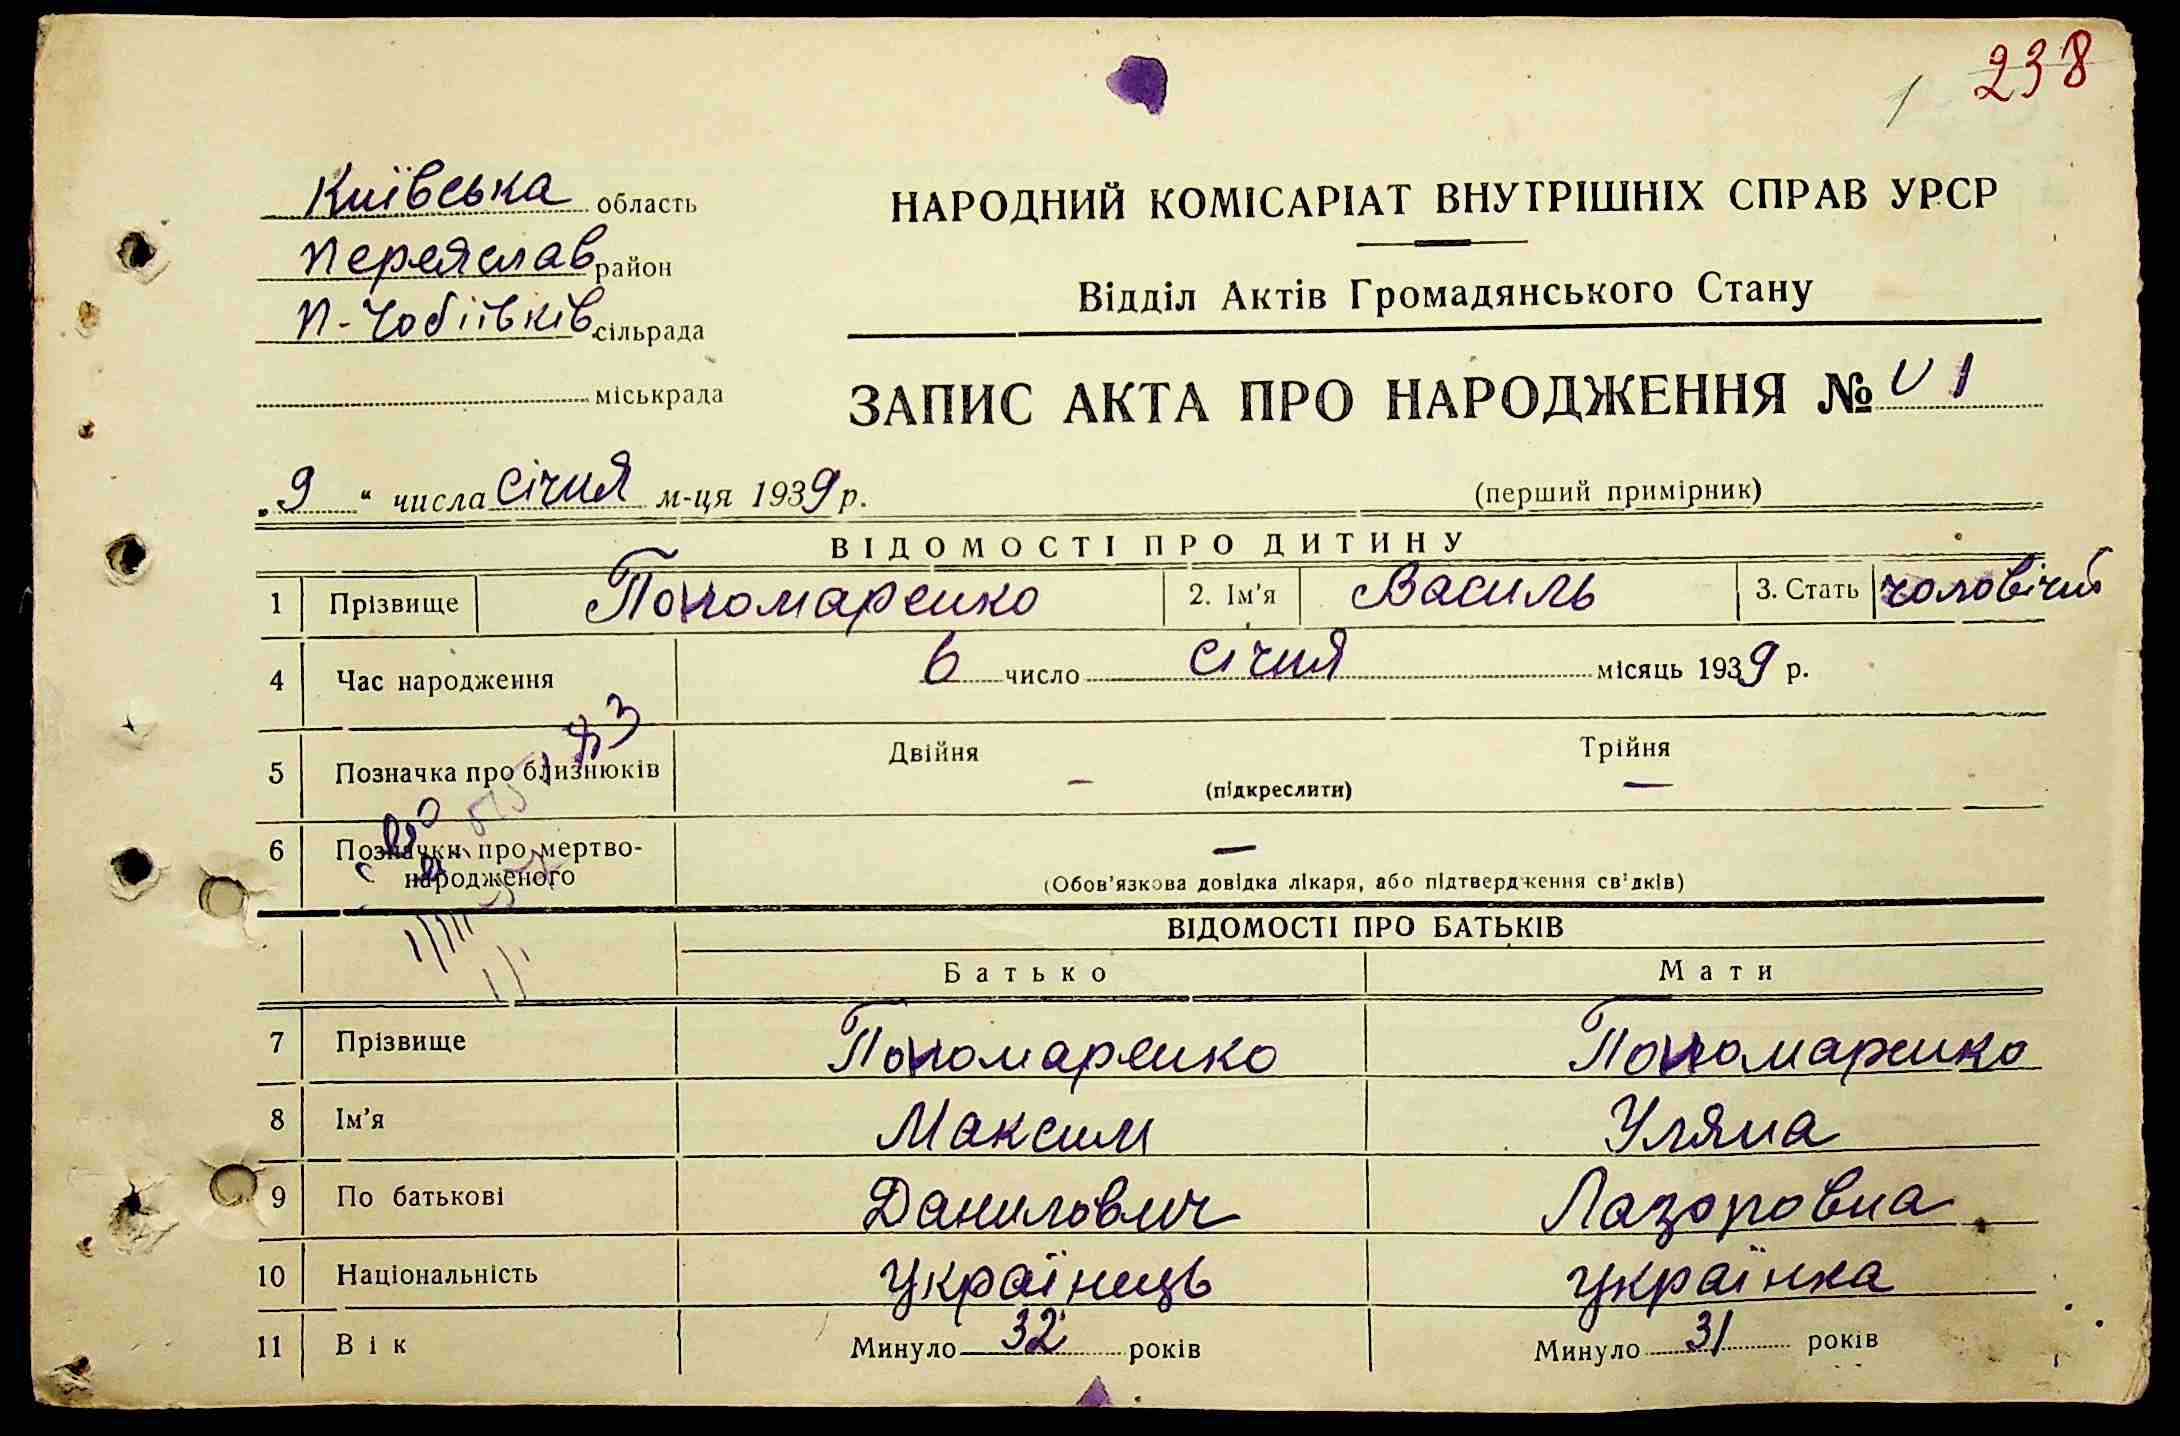 238
1
Київська область
Переяслав район
П-Чобіївків сільрада
міськрада
НАРОДНИЙ КОМІСАРІАТ ВНУТРІШНІХ СПРАВ УРСР
Відділ Актів Громадянського Стану
ЗАПИС АКТА ПРО НАРОДЖЕННЯ № 1
„9“ числа січня м-ця 1939 р.
(перший примірник)
ВІДОМОСТІ ПРО ДИТИНУ
1 Прізвище Пономаренко 2. Ім'я Василь 3. Стать чоловічий
4 Час народження 6 число січня місяць 1939 р.
5 Позначка про близнюків Двійня — (підкреслити) Трійня —
6 Позначки про мертво-
народженого — (Обов'язкова довідка лікаря, або підтвердження свідків)
ВІДОМОСТІ ПРО БАТЬКІВ
Батько Мати
7 Прізвище Пономаренко Пономаренко
8 Ім'я Максим Уляна
9 По батькові Данилович Лазоровна
10 Національність українець українка
11 Вік Минуло 32 років Минуло 31 років